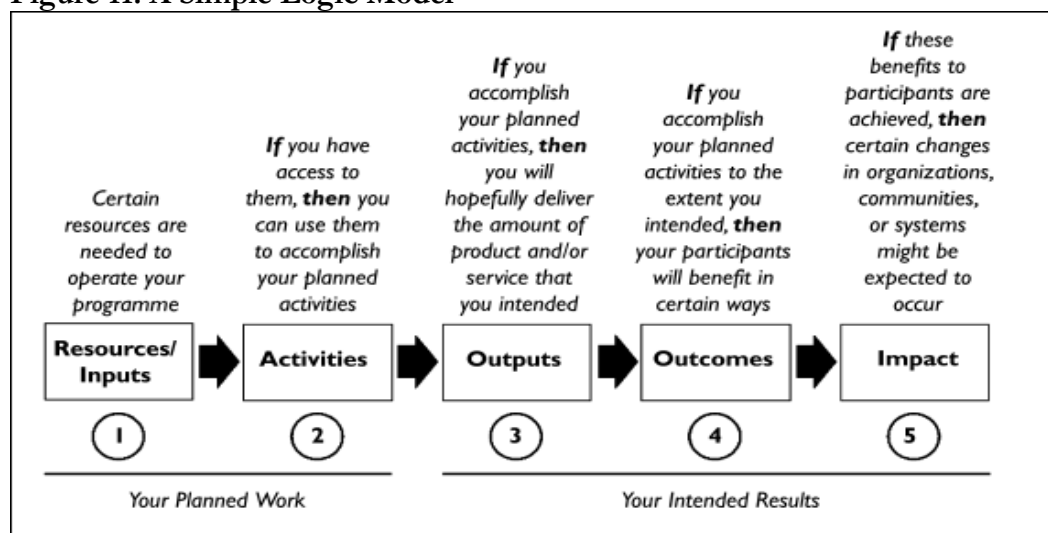 Figure 11. A Simple Logic Model
Certain
resources are
needed to
operate your
programme
If you have
access to
them, then you
can use them
to accomplish
your planned
activities
If you
accomplish
your planned
activities, then
you will
hopefully deliver
the amount of
product and/or
service that
you intended
If you
accomplish
your planned
activities to the
extent you
intended, then
your participants
will benefit in
certain ways
If these
benefits to
participants are
achieved, then
certain changes
in organizations,
communities,
or systems
might be
expected to
occur
Resources/
Inputs
Activities
Outputs
Outcomes
Impact
1
2
3
4
5
Your Planned Work
Your Intended Results